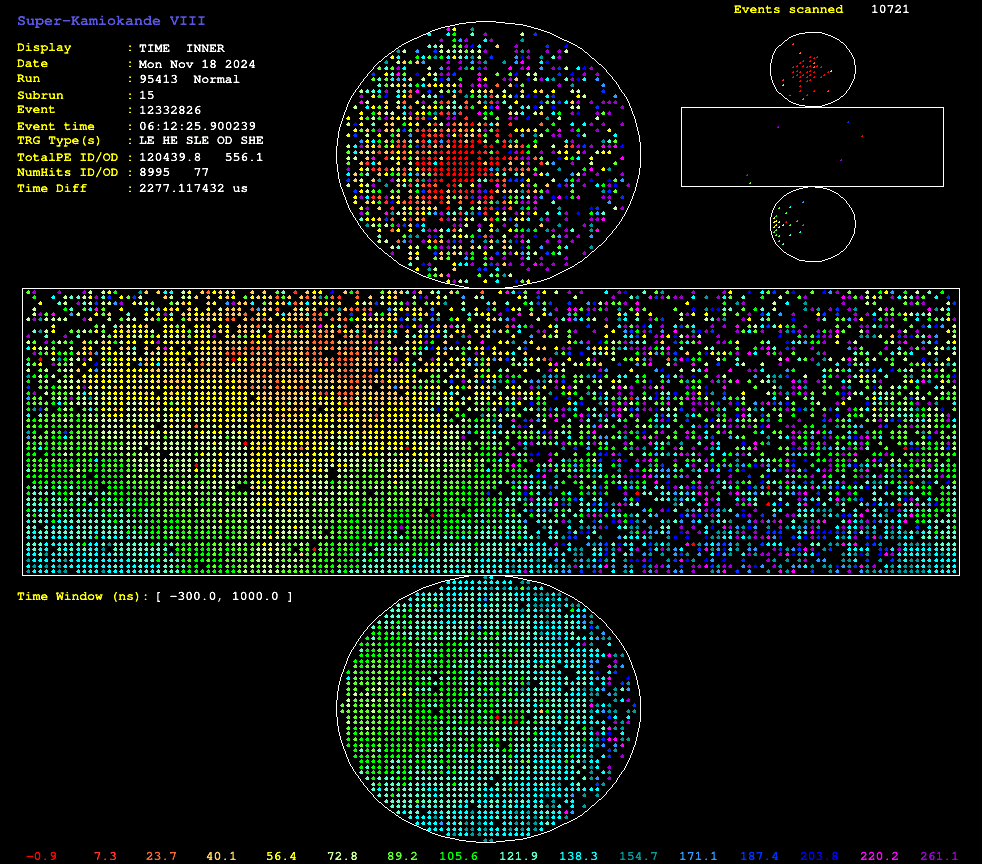 Super-Kamiokande VIII
Events scanned 10721
Display : TIME INNER
Date : Mon Nov 18 2024
Run : 95413 Normal
Subrun : 15
Event : 12332826
Event time : 06:12:25.900239
TRG Type(s) : LE HE SLE OD SHE
TotalPE ID/OD : 120439.8 556.1
NumHits ID/OD : 8995 77
Time Diff : 2277.117432 us
Time Window (ns): [ -300.0, 1000.0 ]
-0.9 7.3 23.7 40.1 56.4 72.8 89.2 105.6 121.9 138.3 154.7 171.1 187.4 203.8 220.2 261.1